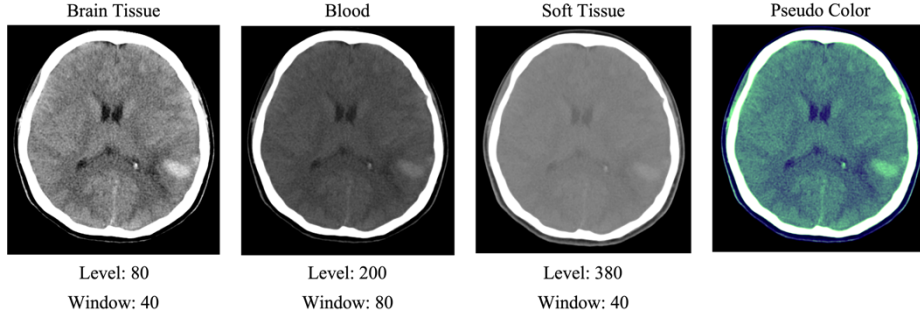 Brain Tissue
Blood
Soft Tissue
Pseudo Color
Level: 80
Level: 200
Level: 380
Window: 40
Window: 80
Window: 40